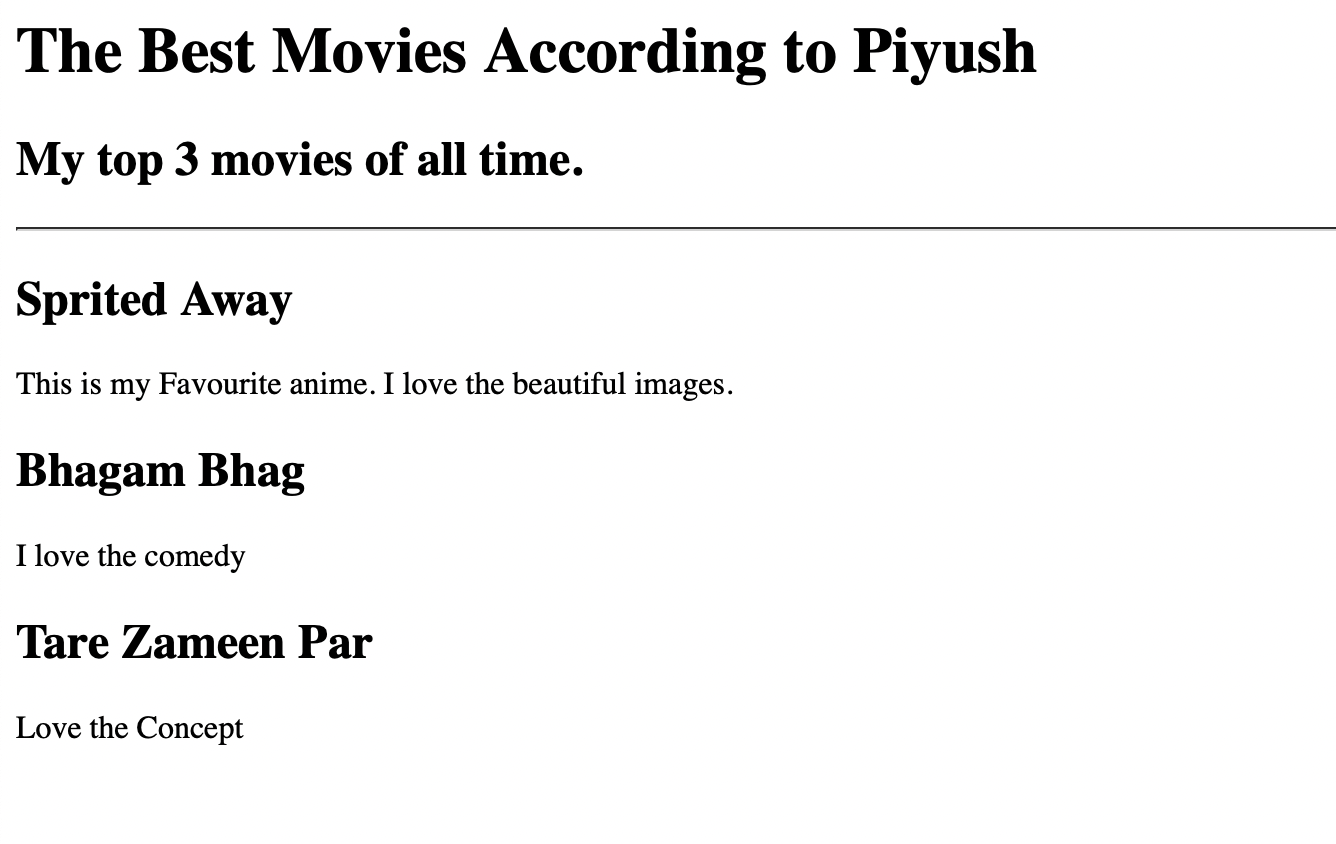 The Best Movies According to Piyush
My top 3 movies of all time.
Sprited Away
This is my Favourite anime. I love the beautiful images.
Bhagam Bhag
I love the comedy
Tare Zameen Par
Love the Concept